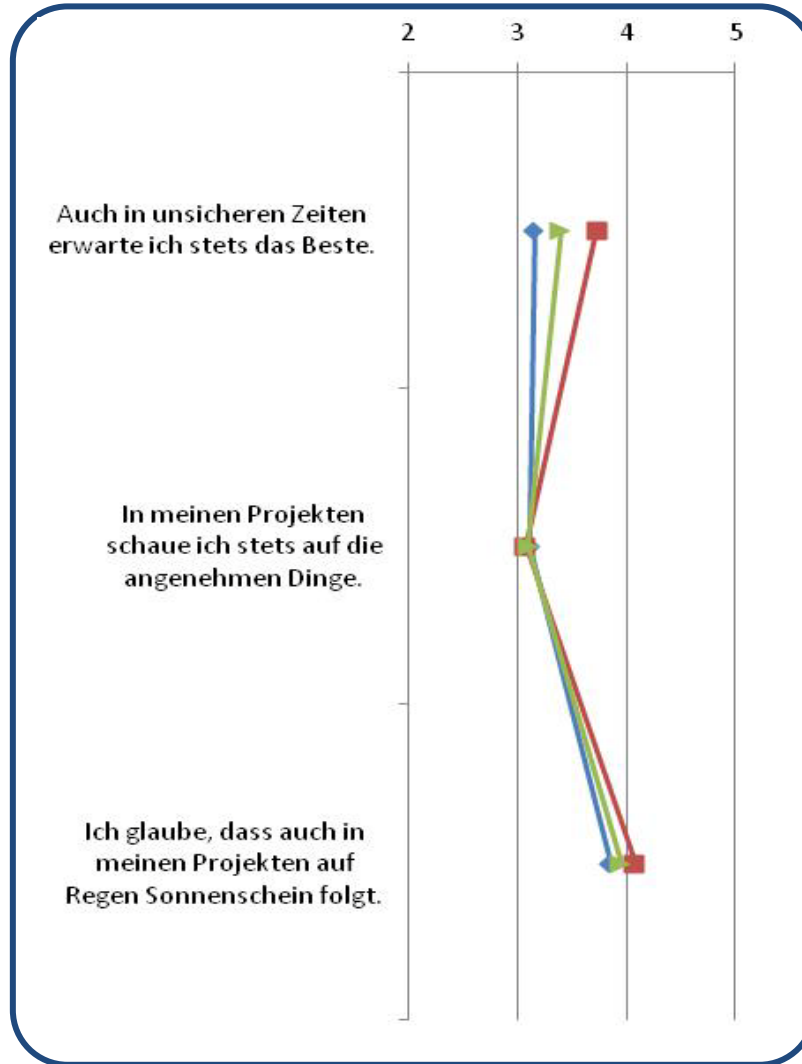 2 3 4 5
Auch in unsicheren Zeiten
erwarte ich stets das Beste.
In meinen Projekten
schaue ich stets auf die
angenehmen Dinge.
Ich glaube, dass auch in
meinen Projekten auf
Regen Sonnenschein folgt.